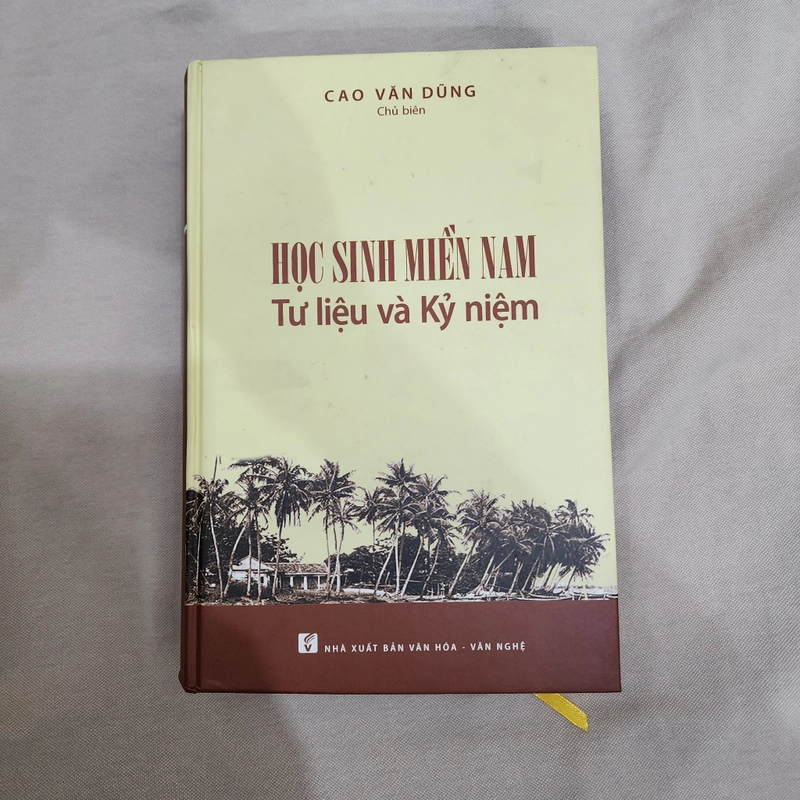 CAO VĂN DŨNG
Chủ biên
HỌC SINH MIỀN NAM
Tư liệu và Kỷ niệm
V NHÀ XUẤT BẢN VĂN HÓA - VĂN NGHỆ